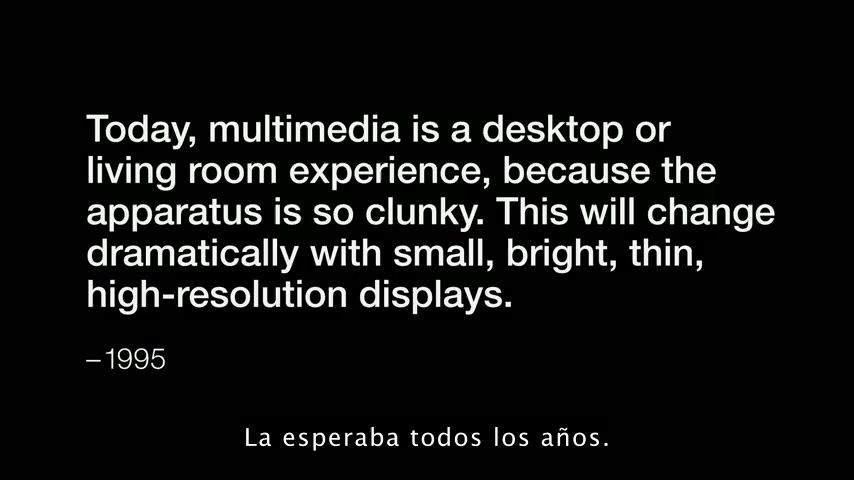 Today, multimedia is a desktop or
living room experience, because the
apparatus is so clunky. This will change
dramatically with small, bright, thin,
high-resolution displays.
–1995
La esperaba todos los años.